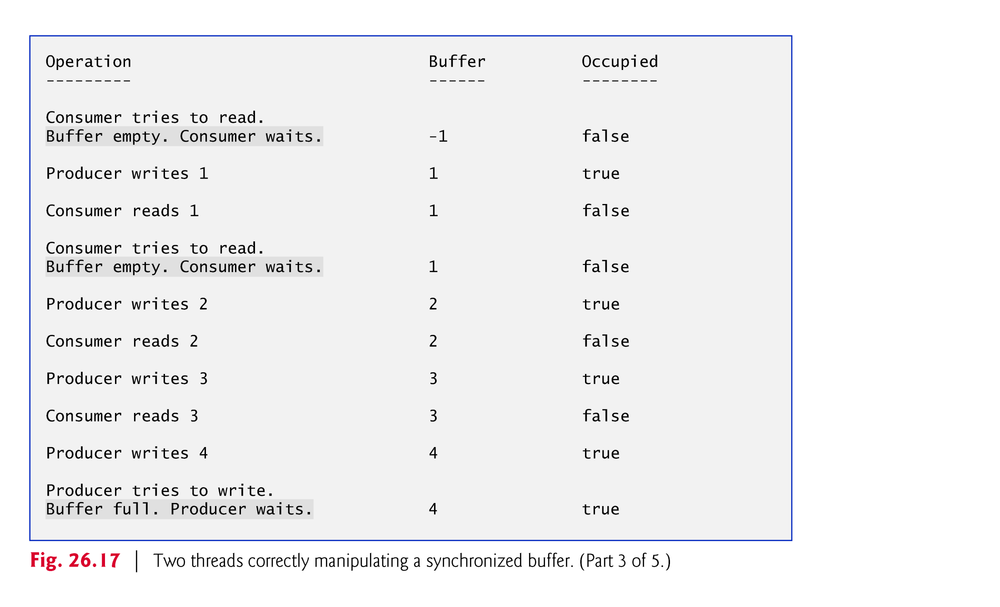 Operation Buffer Occupied
--------- ------ --------
Consumer tries to read.
Buffer empty. Consumer waits. -1 false
Producer writes 1 1 true
Consumer reads 1 1 false
Consumer tries to read.
Buffer empty. Consumer waits. 1 false
Producer writes 2 2 true
Consumer reads 2 2 false
Producer writes 3 3 true
Consumer reads 3 3 false
Producer writes 4 4 true
Producer tries to write.
Buffer full. Producer waits. 4 true
Fig. 26.17 | Two threads correctly manipulating a synchronized buffer. (Part 3 of 5.)